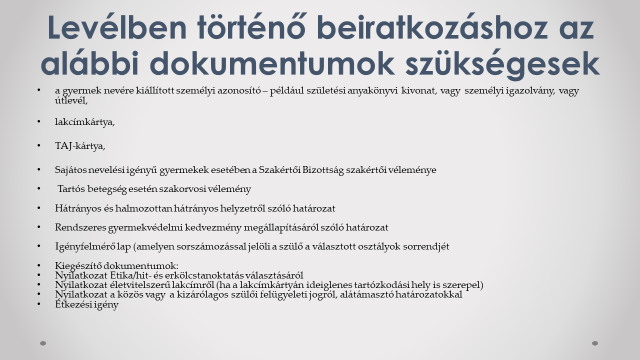 Levélben történő beiratkozáshoz az
alábbi dokumentumok szükségesek
• a gyermek nevére kiállított személyi azonosító – például születési anyakönyvi kivonat, vagy személyi igazolvány, vagy
útlevél,
• lakcímkártya,
• TAJ-kártya,
• Sajátos nevelési igényű gyermekek esetében a Szakértői Bizottság szakértői véleménye
• Tartós betegség esetén szakorvosi vélemény
• Hátrányos és halmozottan hátrányos helyzetről szóló határozat
• Rendszeres gyermekvédelmi kedvezmény megállapításáról szóló határozat
• Igényfelmérő lap (amelyen sorszámozással jelöli a szülő a választott osztályok sorrendjét
• Kiegészítő dokumentumok:
• Nyilatkozat Etika/hit- és erkölcstanoktatás választásáról
• Nyilatkozat életvitelszerű lakcímről (ha a lakcímkártyán ideiglenes tartózkodási hely is szerepel)
• Nyilatkozat a közös vagy a kizárólagos szülői felügyeleti jogról, alátámasztó határozatokkal
• Étkezési igény